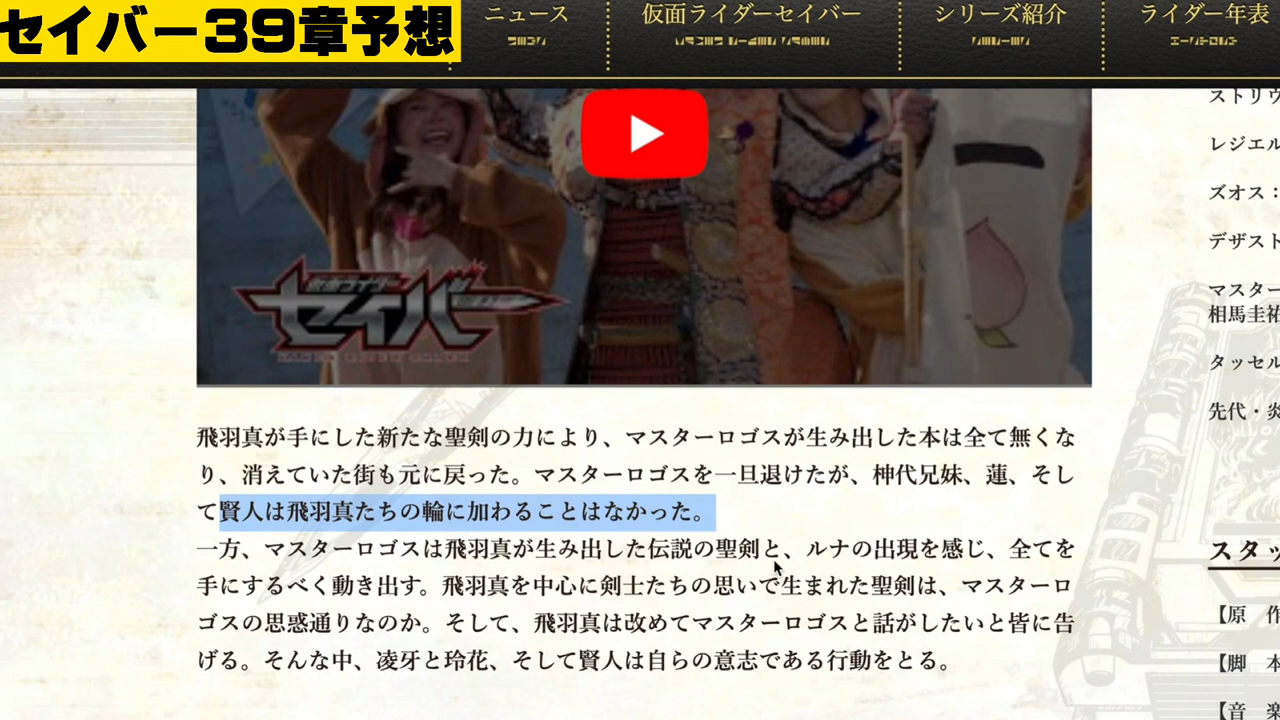 セイバー39章予想
ニュース
仮面ライダーセイバー
シリーズ紹介
ライダー年表
仮面ライダー
セイバー
飛羽真が手にした新たな聖剣の力により、マスターロゴスが生み出した本は全て無くな
り、消えていた街も元に戻った。マスターロゴスを一旦退けたが、神代兄妹、蓮、そし
て賢人は飛羽真たちの輪に加わることはなかった。
一方、マスターロゴスは飛羽真が生み出した伝説の聖剣と、ルナの出現を感じ、全てを
手にするべく動き出す。飛羽真を中心に剣士たちの思いで生まれた聖剣は、マスターロ
ゴスの思惑通りなのか。そして、飛羽真は改めてマスターロゴスと話がしたいと皆に告
げる。そんな中、凌牙と玲花、そして賢人は自らの意志である行動をとる。
ストリウ
レジエル
ズオス：
デザスト
マスター
相馬圭祐
タッセル
先代・炎
スタッ
【原　作
【脚　本
【音　楽